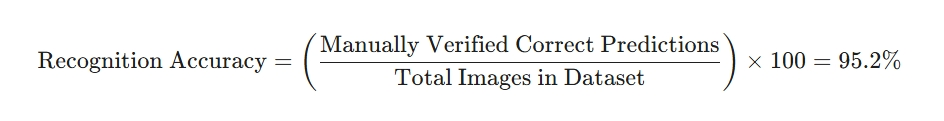 Recognition Accuracy = (Manually Verified Correct Predictions / Total Images in Dataset) × 100 = 95.2%